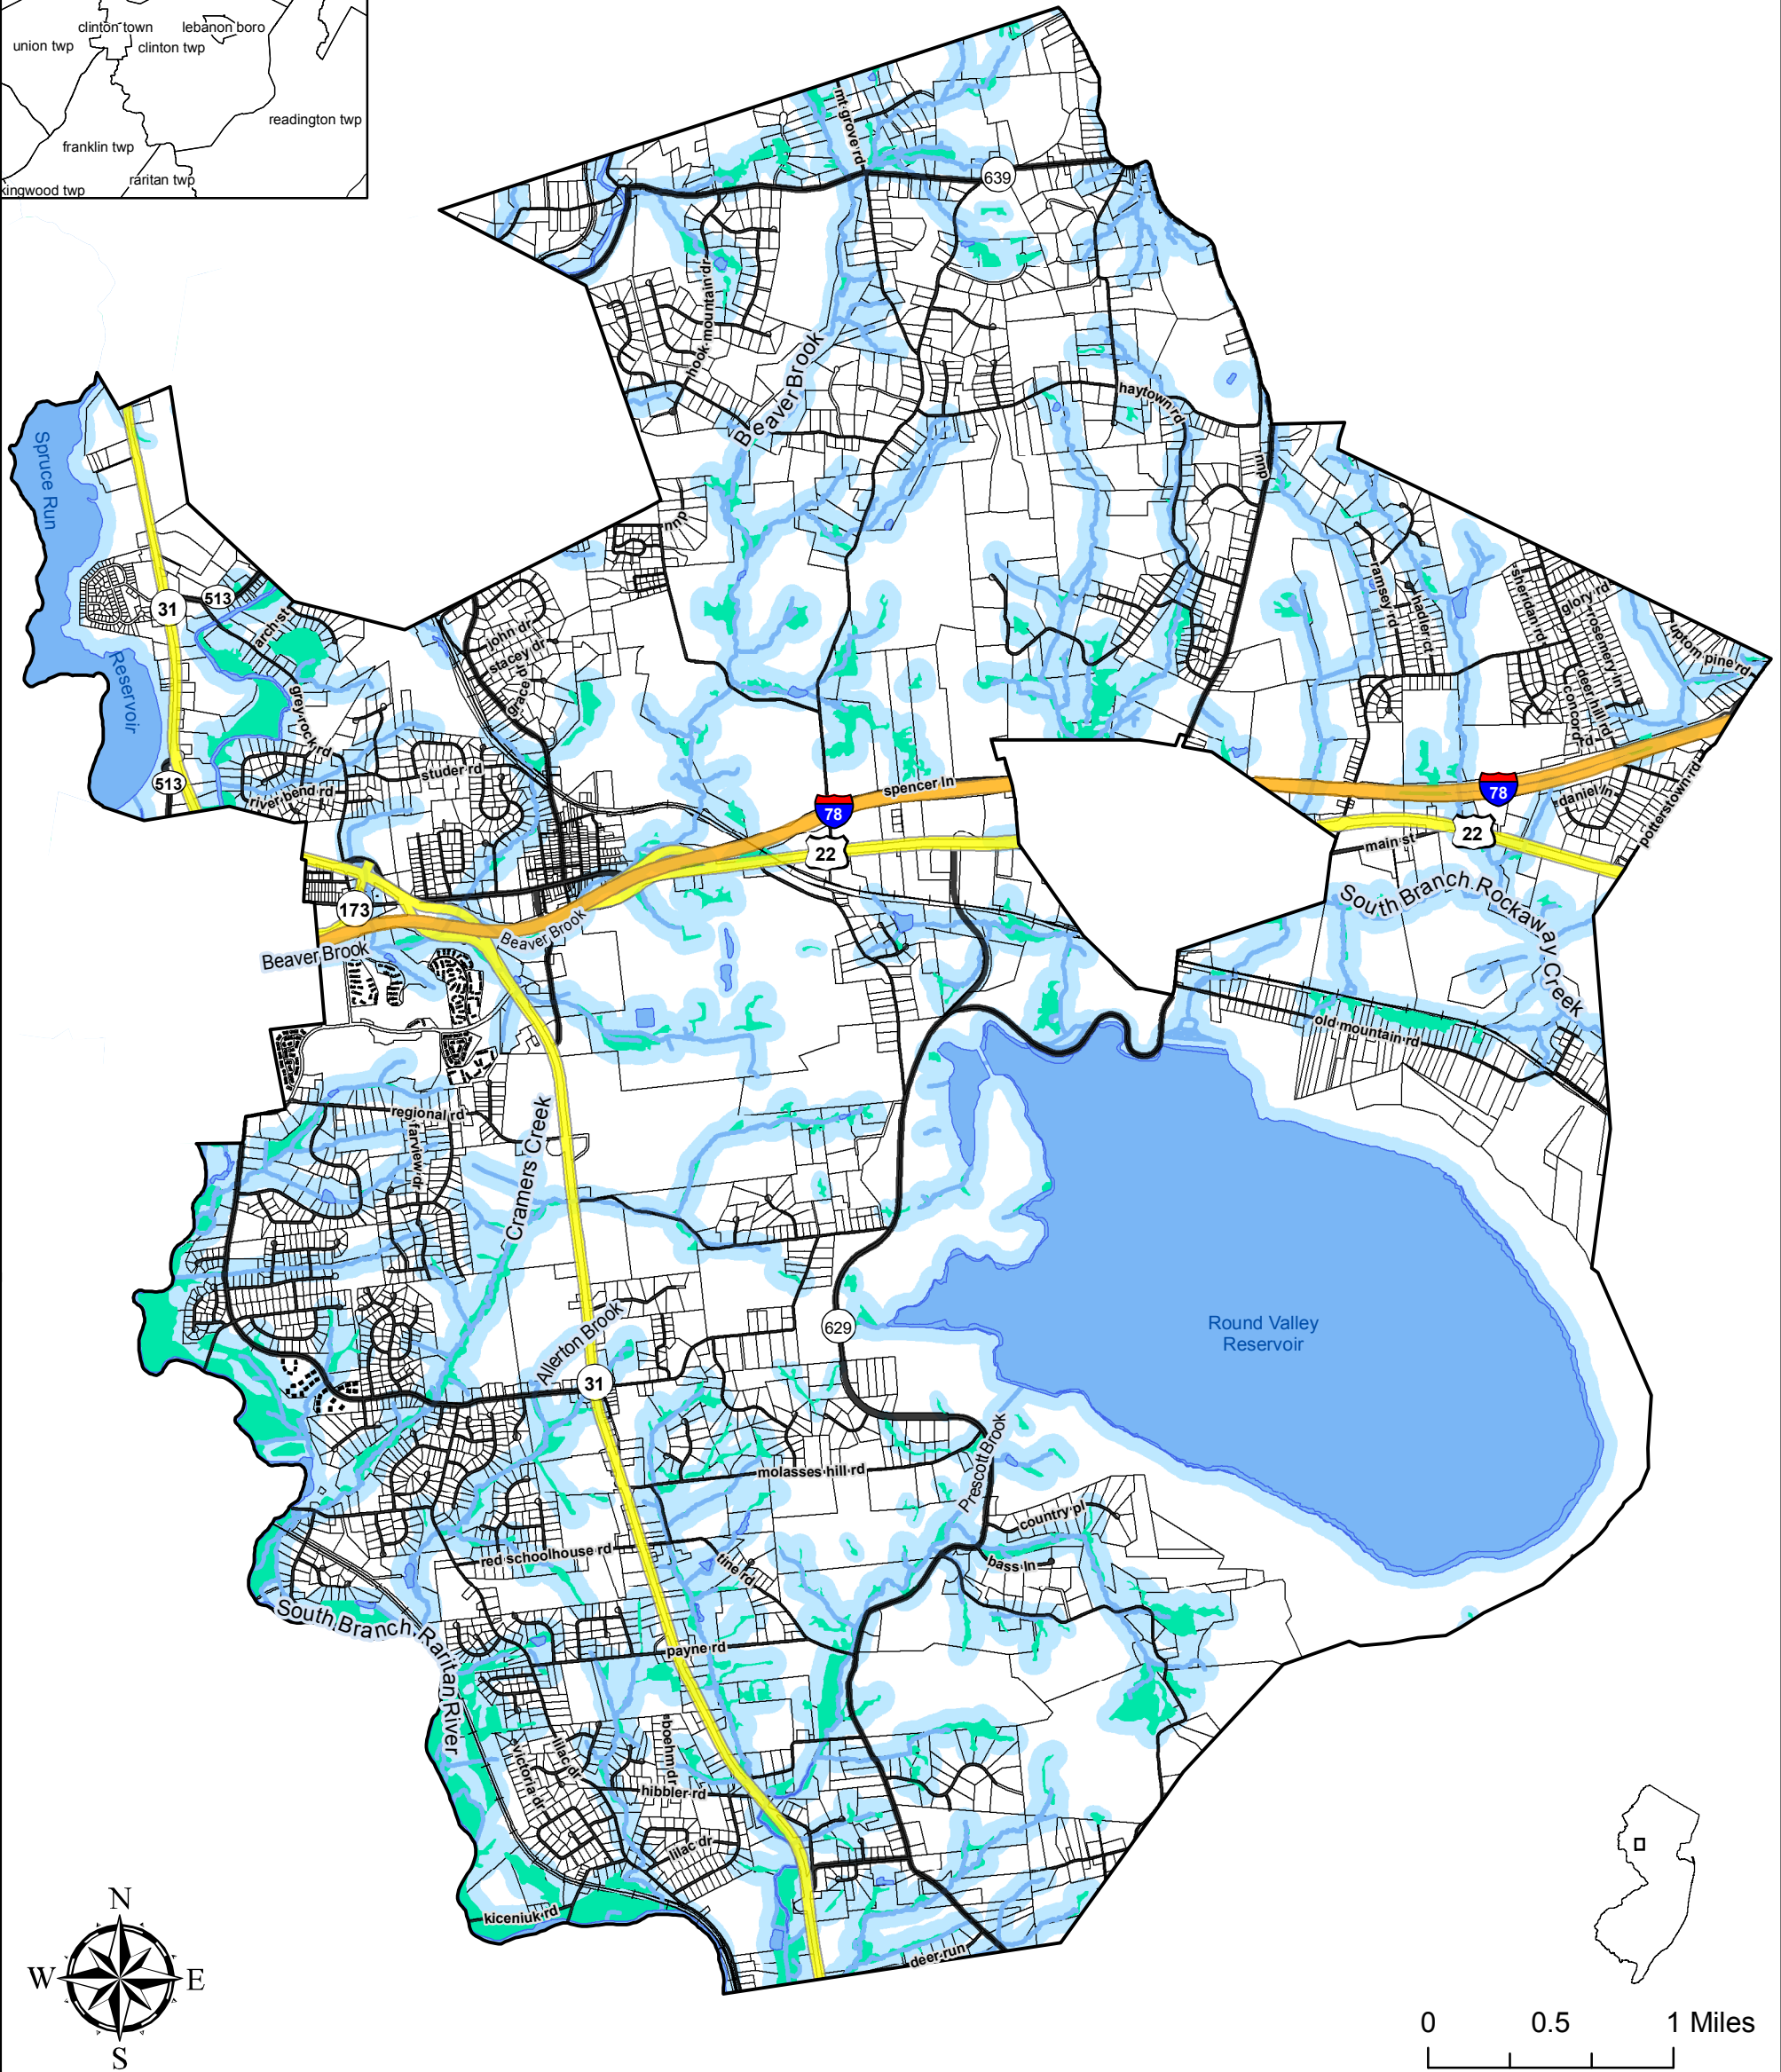 clinton town
lebanon boro
union twp
clinton twp
readington twp
franklin twp
raritan twp
kingwood twp
mt grove rd
639
hook mountain dr
Beaver Brook
haytown rd
nnp
Spruce Run
Reservoir
31
513
arch st
grey rock rd
513
river bend rd
studer rd
john dr
stacey dr
grace dr
nnp
ramsey rd
hadler ct
sheridan rd
glory rd
rosemery ln
deer hill rd
concord rd
upton pine rd
spencer ln
78
22
78
22
daniel ln
potterstown rd
main st
South Branch Rockaway Creek
173
Beaver Brook
Beaver Brook
old mountain rd
regional rd
farview dr
Cramers Creek
Allerton Brook
31
629
Round Valley
Reservoir
molasses hill rd
Prescott Brook
country pl
bass ln
red schoolhouse rd
tine rd
South Branch Raritan River
payne rd
boehm dr
lilac dr
victoria dr
hibbler rd
lilac dr
kiceniuk rd
deer run
N
W
E
S
0
0.5
1 Miles